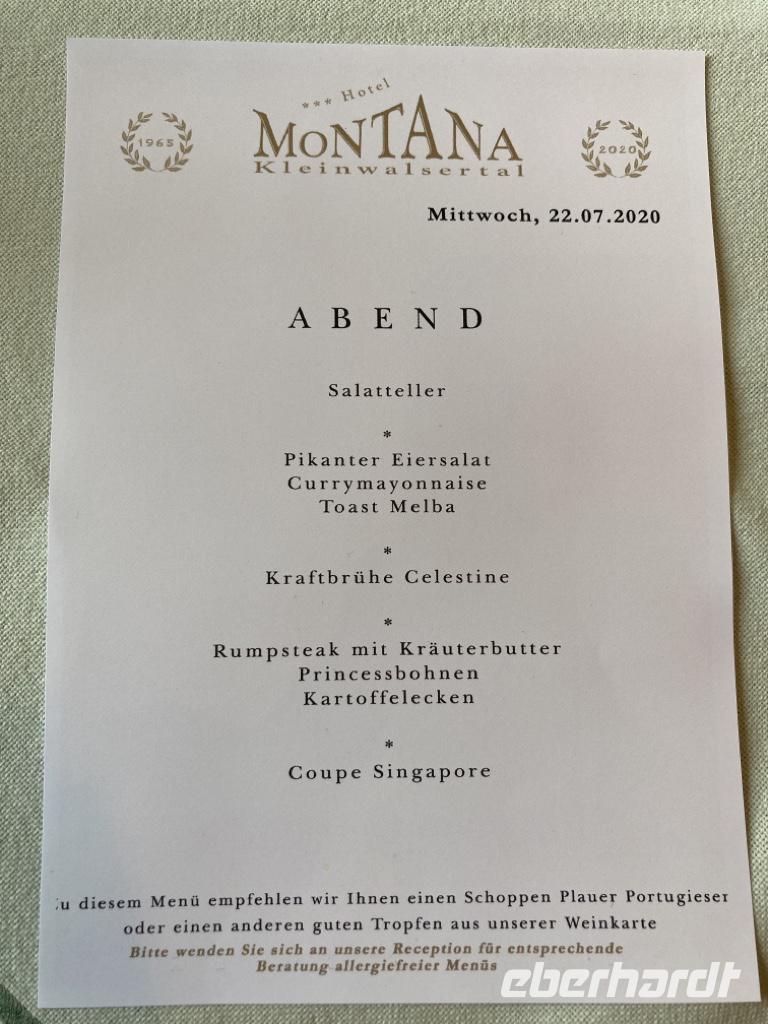 *** Hotel
MONTANA
Kleinwalsertal
1965
2020
Mittwoch, 22.07.2020
ABEND
Salatteller
*
Pikanter Eiersalat
Currymayonnaise
Toast Melba
*
Kraftbrühe Celestine
*
Rumpsteak mit Kräuterbutter
Princessbohnen
Kartoffelecken
*
Coupe Singapore
Zu diesem Menü empfehlen wir Ihnen einen Schoppen Plauer Portugieser
oder einen anderen guten Tropfen aus unserer Weinkarte
Bitte wenden Sie sich an unsere Reception für entsprechende
Beratung allergiefreier Menüs
eberhardt